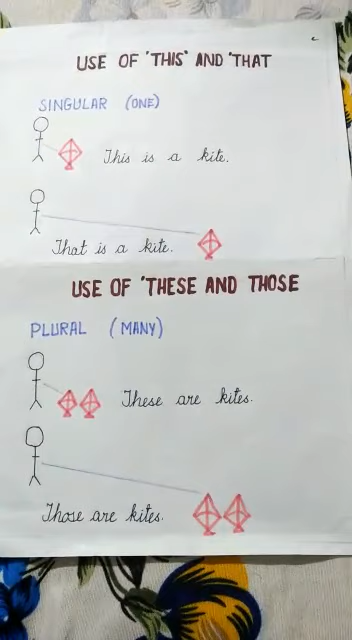 USE OF 'THIS' AND 'THAT
SINGULAR (ONE)
This is a kite.
That is a kite.
USE OF 'THESE AND THOSE
PLURAL (MANY)
These are kites.
Those are kites.